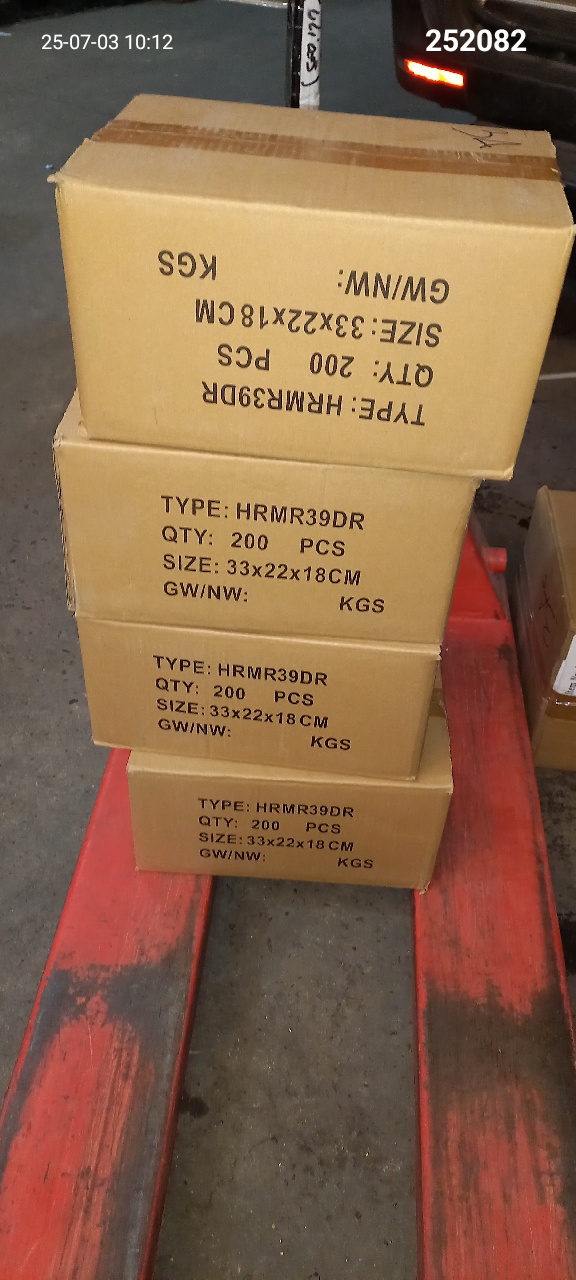 25-07-03 10:12
252082
TYPE: HRMR39DR
QTY: 200 PCS
SIZE: 33x22x18CM
GW/NW: KGS
TYPE: HRMR39DR
QTY: 200 PCS
SIZE: 33x22x18CM
GW/NW: KGS
TYPE: HRMR39DR
QTY: 200 PCS
SIZE: 33x22x18CM
GW/NW: KGS
TYPE: HRMR39DR
QTY: 200 PCS
SIZE: 33x22x18CM
GW/NW: KGS